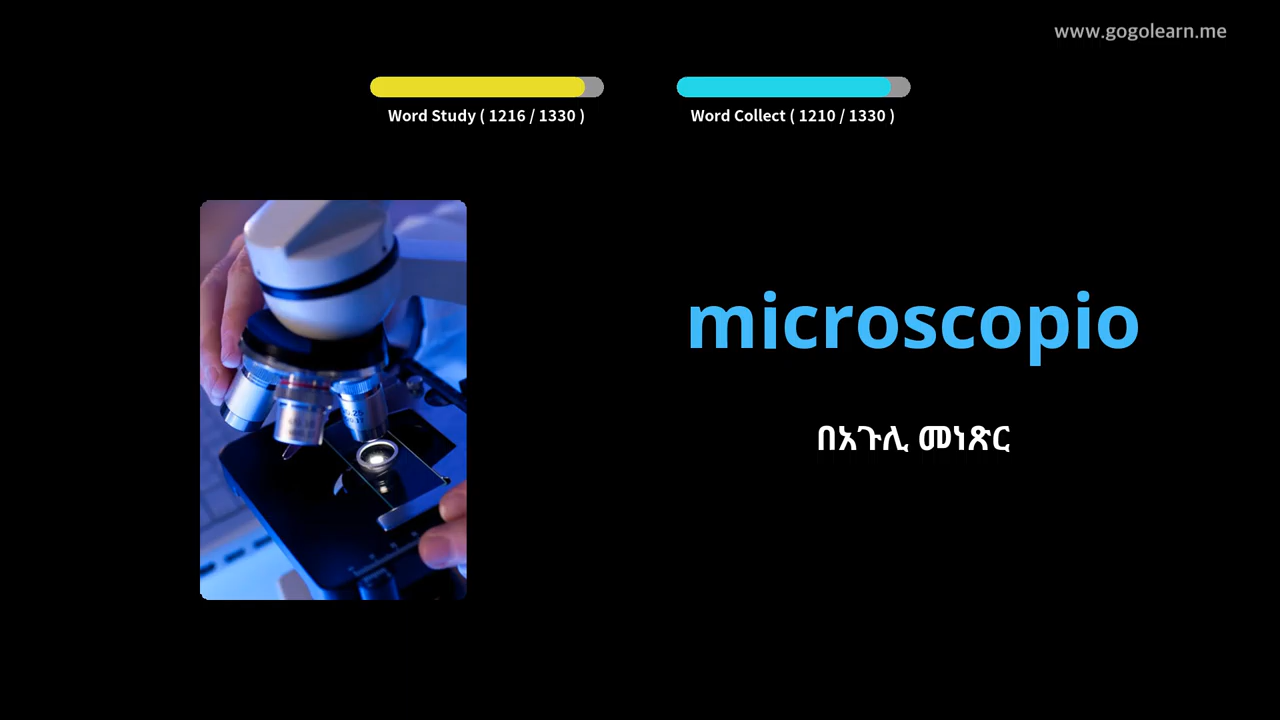 www.gogolearn.me
Word Study ( 1216 / 1330 )
Word Collect ( 1210 / 1330 )
microscopio
በአጉሊ መነጽር